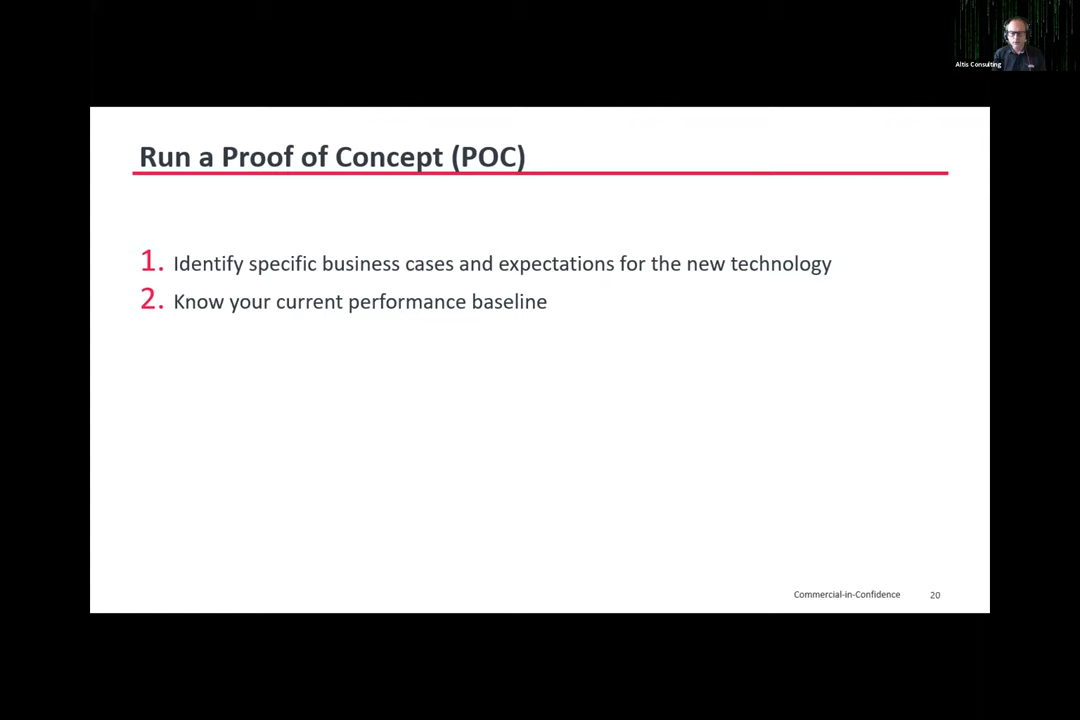 Altis Consulting
Run a Proof of Concept (POC)
1. Identify specific business cases and expectations for the new technology
2. Know your current performance baseline
Commercial-in-Confidence 20